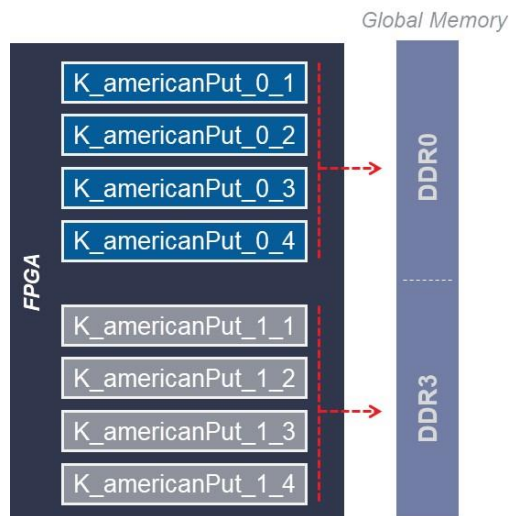 Global Memory
FPGA
K_americanPut_0_1
K_americanPut_0_2
K_americanPut_0_3
K_americanPut_0_4
K_americanPut_1_1
K_americanPut_1_2
K_americanPut_1_3
K_americanPut_1_4
DDR0
DDR3